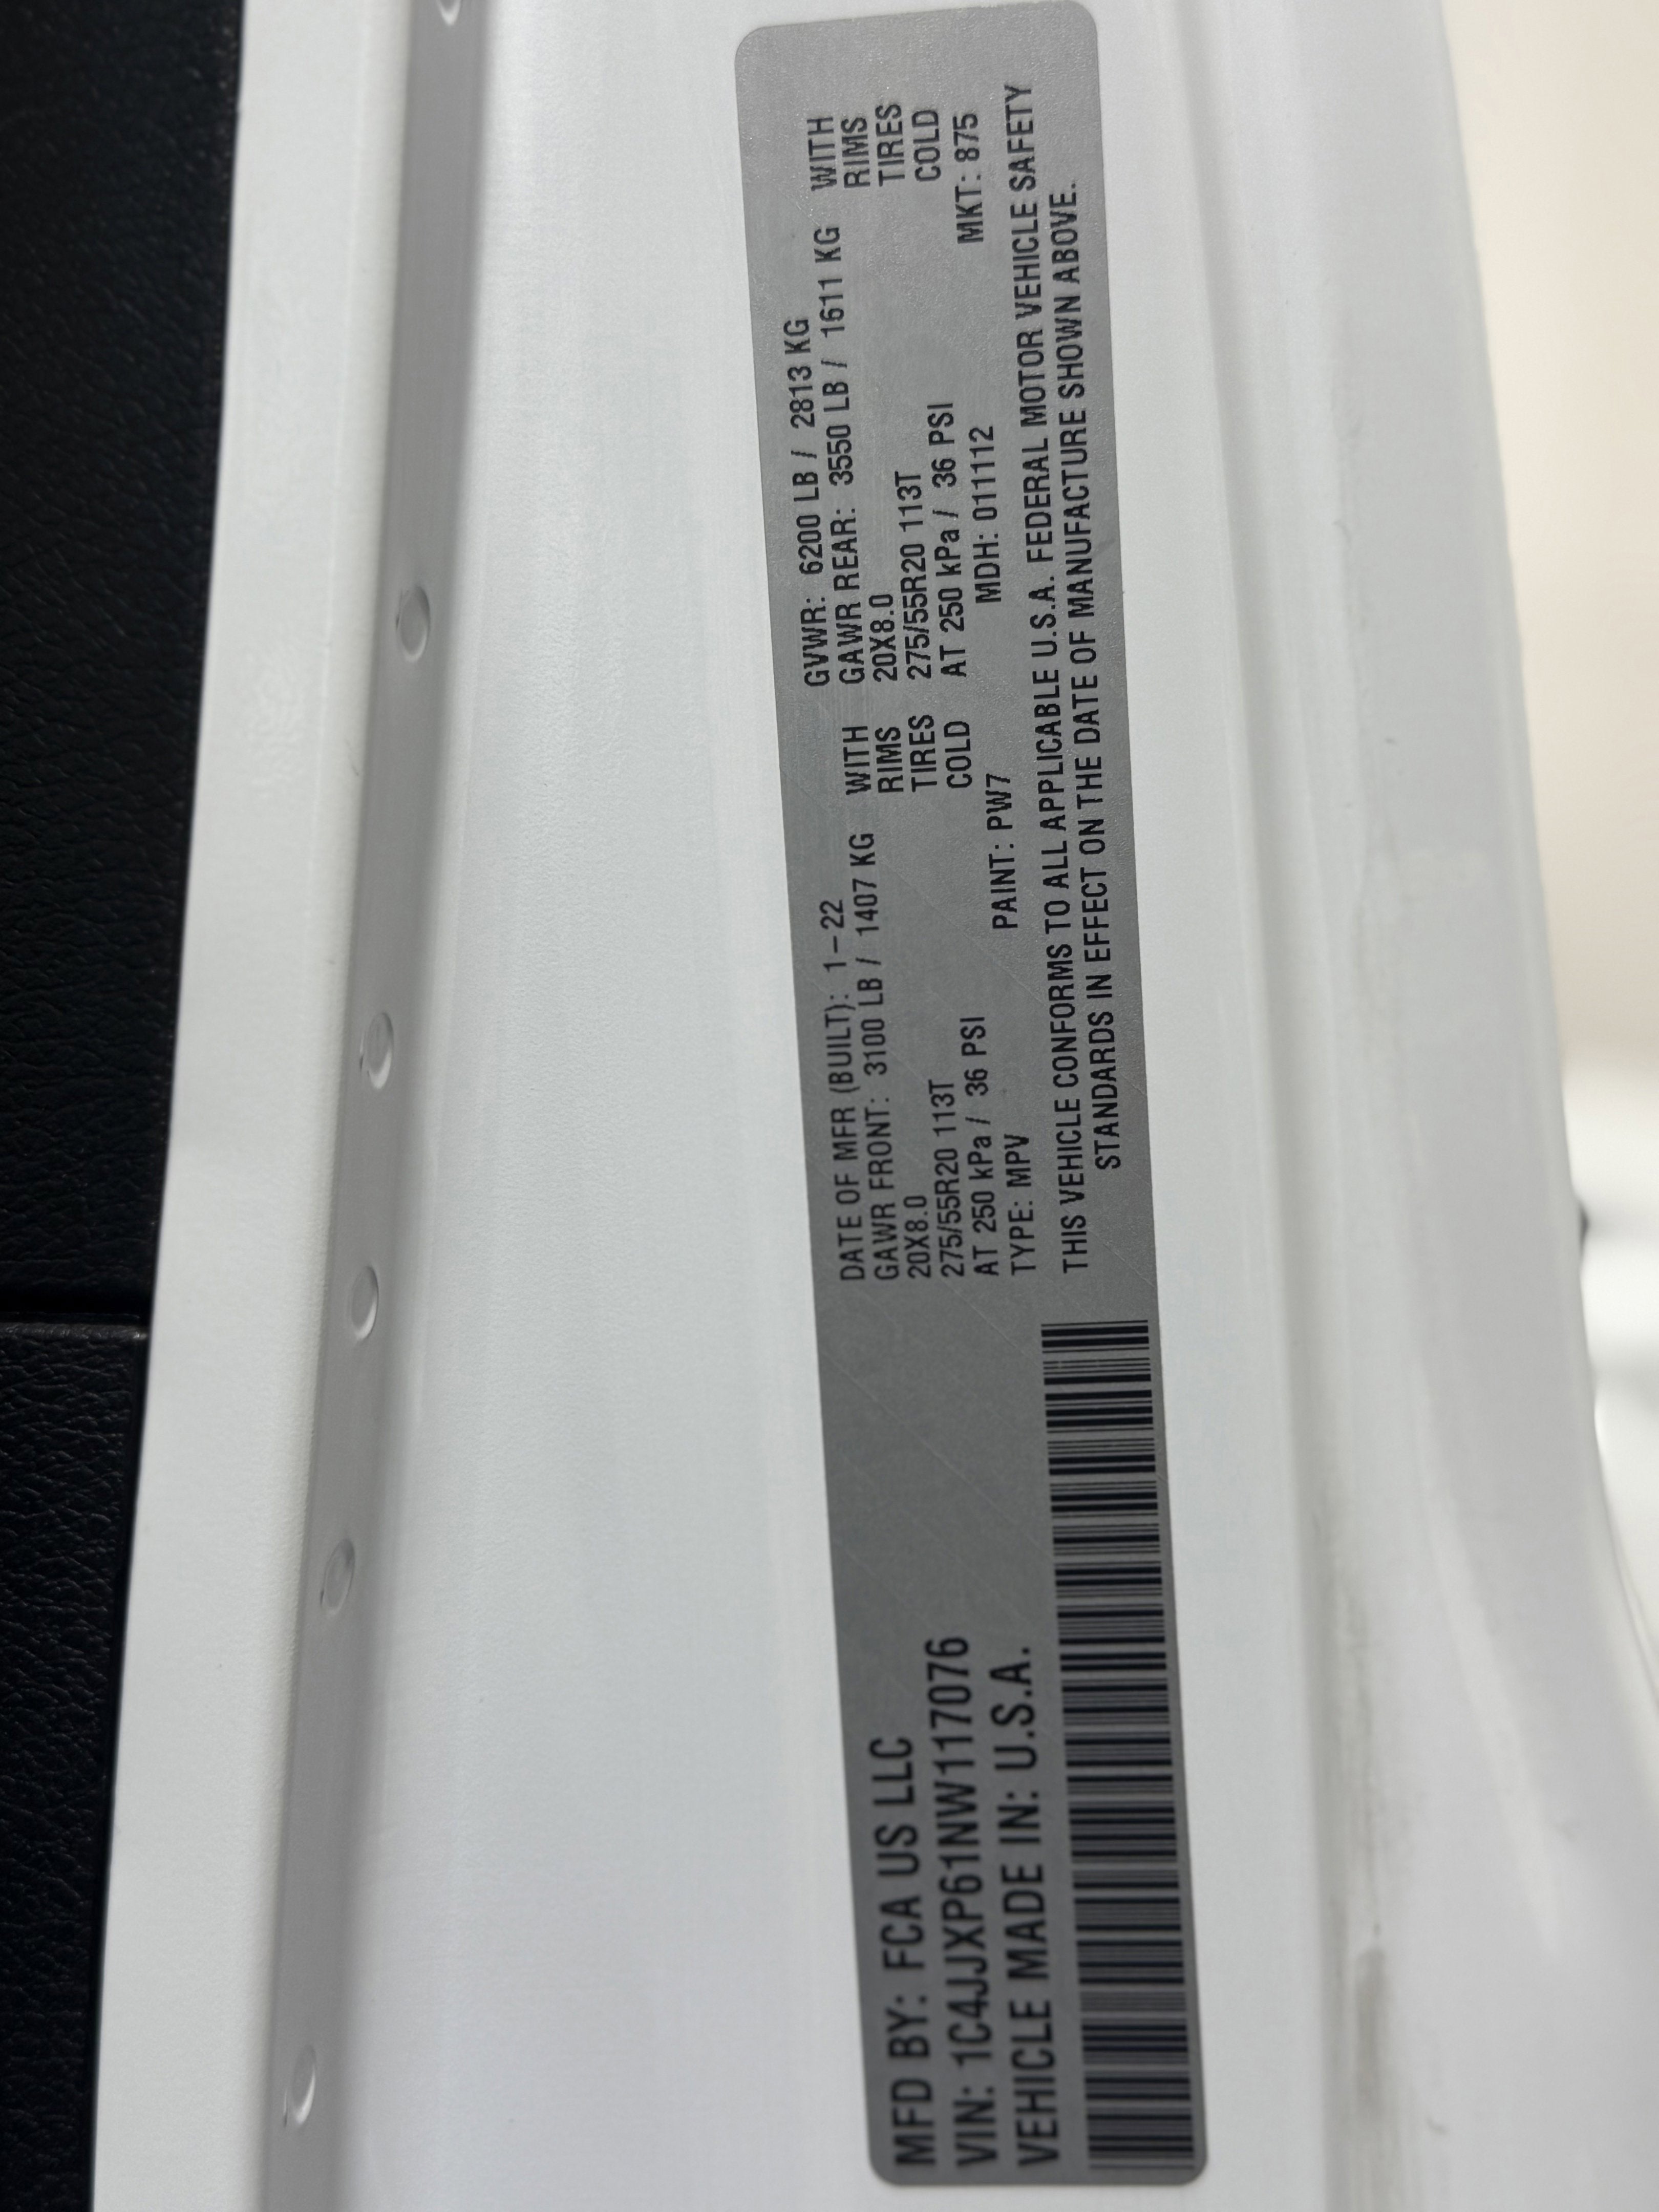 MFD BY: FCA US LLC
VIN: 1C4JJXP61NW117076
VEHICLE MADE IN: U.S.A.
DATE OF MFR (BUILT): 1-22 GVWR: 6200 LB / 2813 KG
GAWR FRONT: 3100 LB / 1407 KG WITH GAWR REAR: 3550 LB / 1611 KG WITH
20X8.0 RIMS 20X8.0 RIMS
275/55R20 113T TIRES 275/55R20 113T TIRES
AT 250 kPa / 36 PSI COLD AT 250 kPa / 36 PSI COLD
TYPE: MPV PAINT: PW7 MDH: 011112 MKT: 875
THIS VEHICLE CONFORMS TO ALL APPLICABLE U.S.A. FEDERAL MOTOR VEHICLE SAFETY
STANDARDS IN EFFECT ON THE DATE OF MANUFACTURE SHOWN ABOVE.